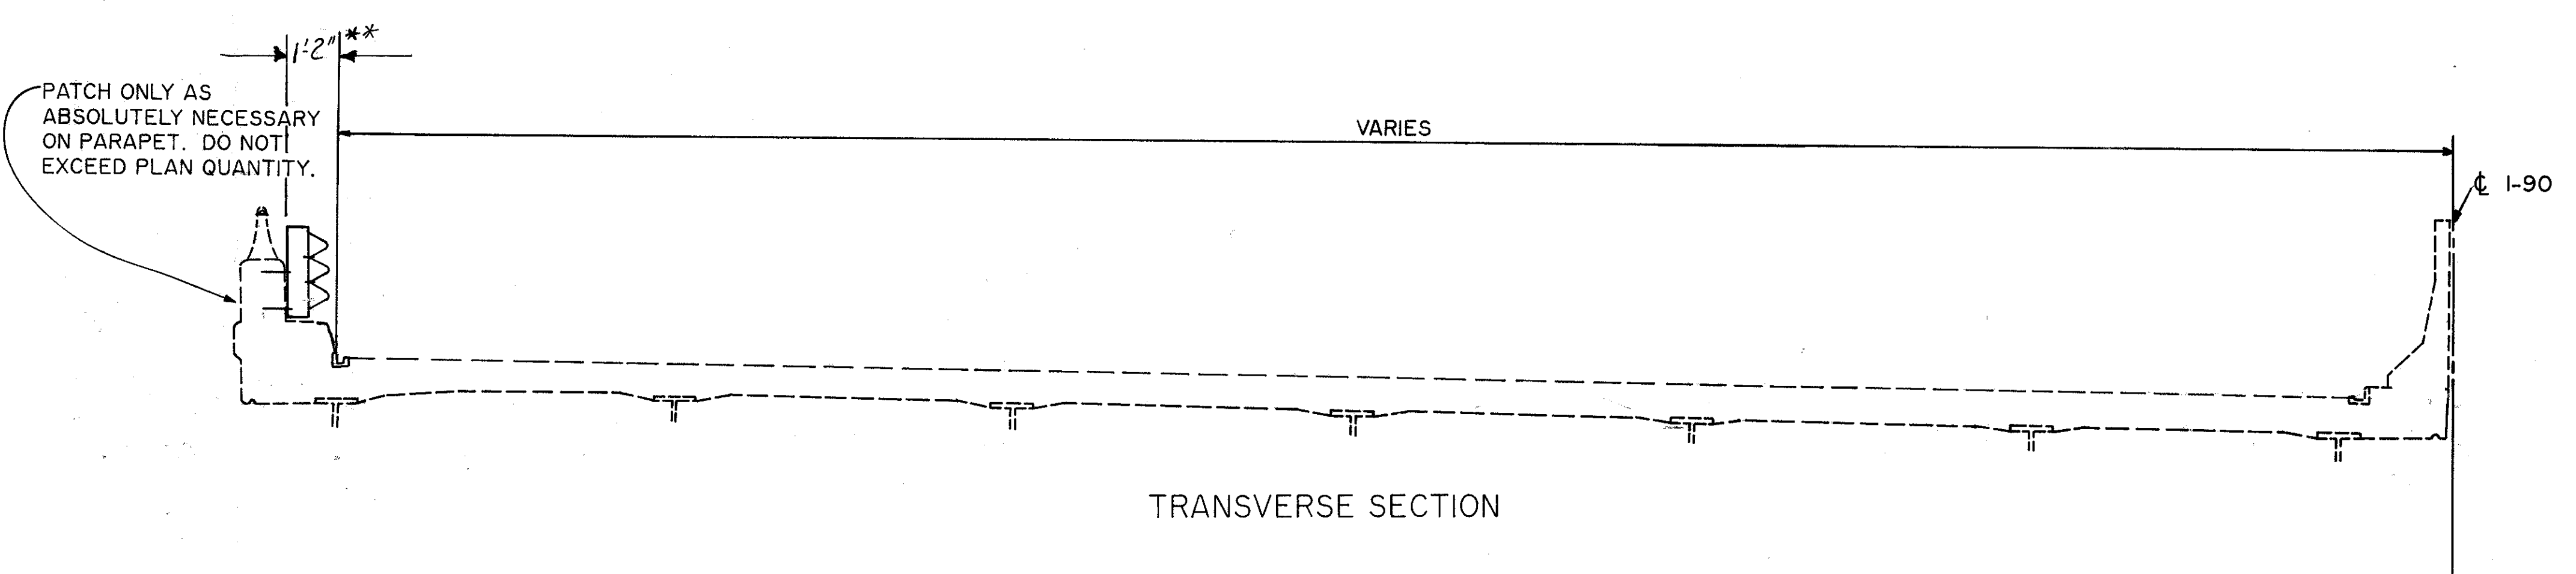 1'-2" **
PATCH ONLY AS
ABSOLUTELY NECESSARY
ON PARAPET. DO NOT
EXCEED PLAN QUANTITY.
VARIES
℄ I-90
TRANSVERSE SECTION